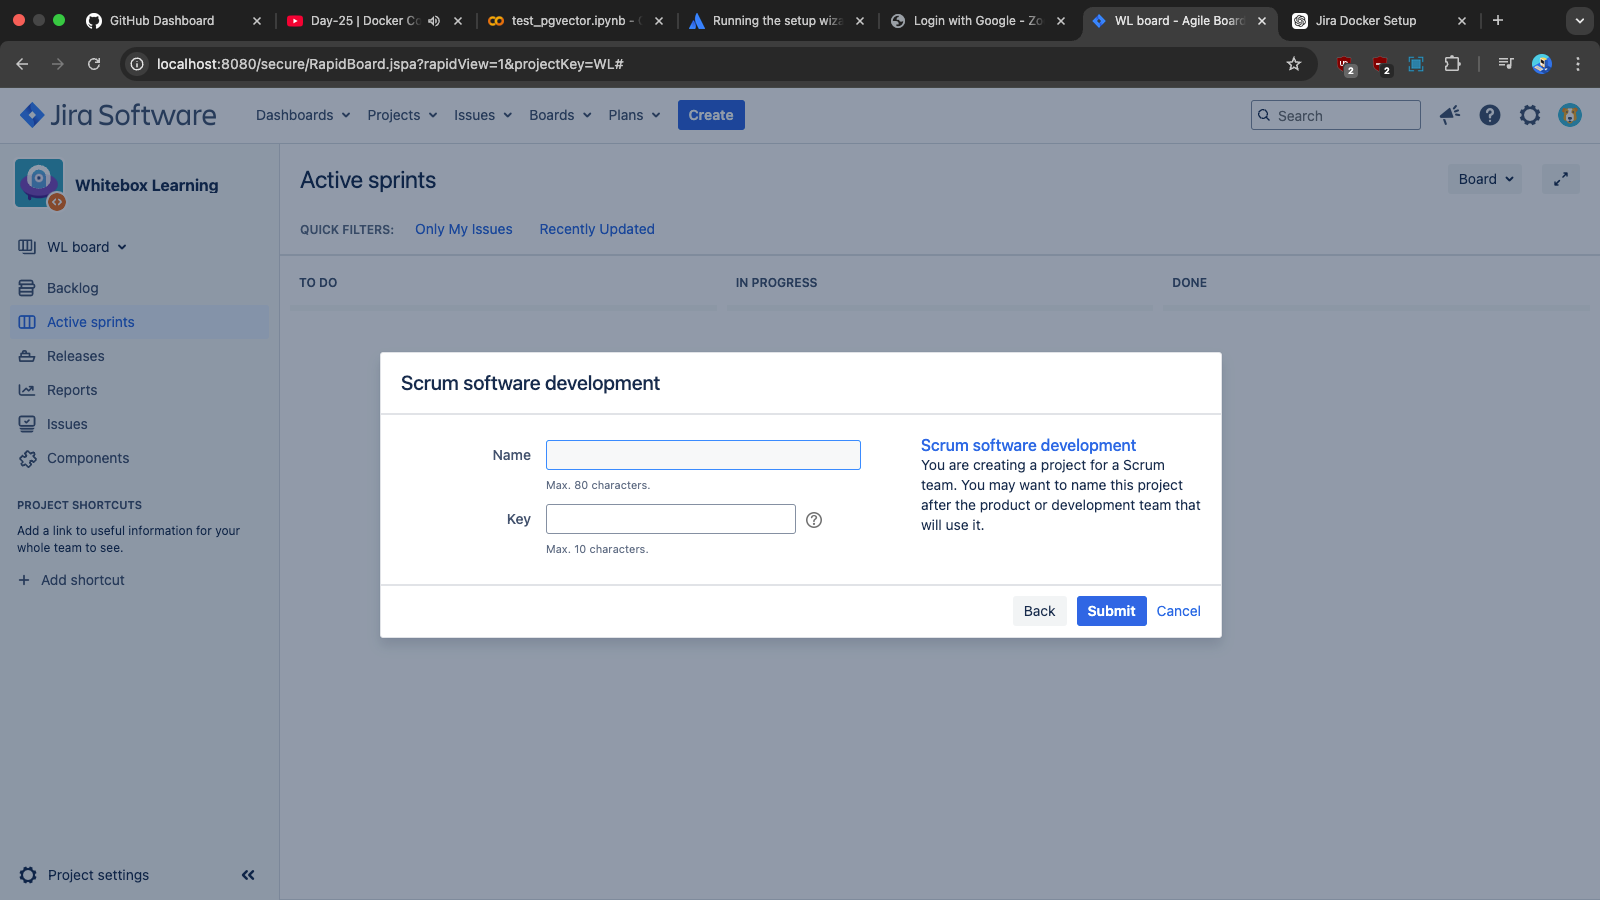 GitHub Dashboard
Day-25 | Docker Co
test_pgvector.ipynb - C
Running the setup wiza
Login with Google - Zo
WL board - Agile Board
Jira Docker Setup
localhost:8080/secure/RapidBoard.jspa?rapidView=1&projectKey=WL#
2
2
Jira Software
Dashboards
Projects
Issues
Boards
Plans
Create
Search
Whitebox Learning
WL board
Backlog
Active sprints
Releases
Reports
Issues
Components
PROJECT SHORTCUTS
Add a link to useful information for your
whole team to see.
+ Add shortcut
Project settings
Active sprints
Board
QUICK FILTERS:
Only My Issues
Recently Updated
TO DO
IN PROGRESS
DONE
Scrum software development
Name
Max. 80 characters.
Key
Max. 10 characters.
Scrum software development
You are creating a project for a Scrum
team. You may want to name this project
after the product or development team that
will use it.
Back
Submit
Cancel